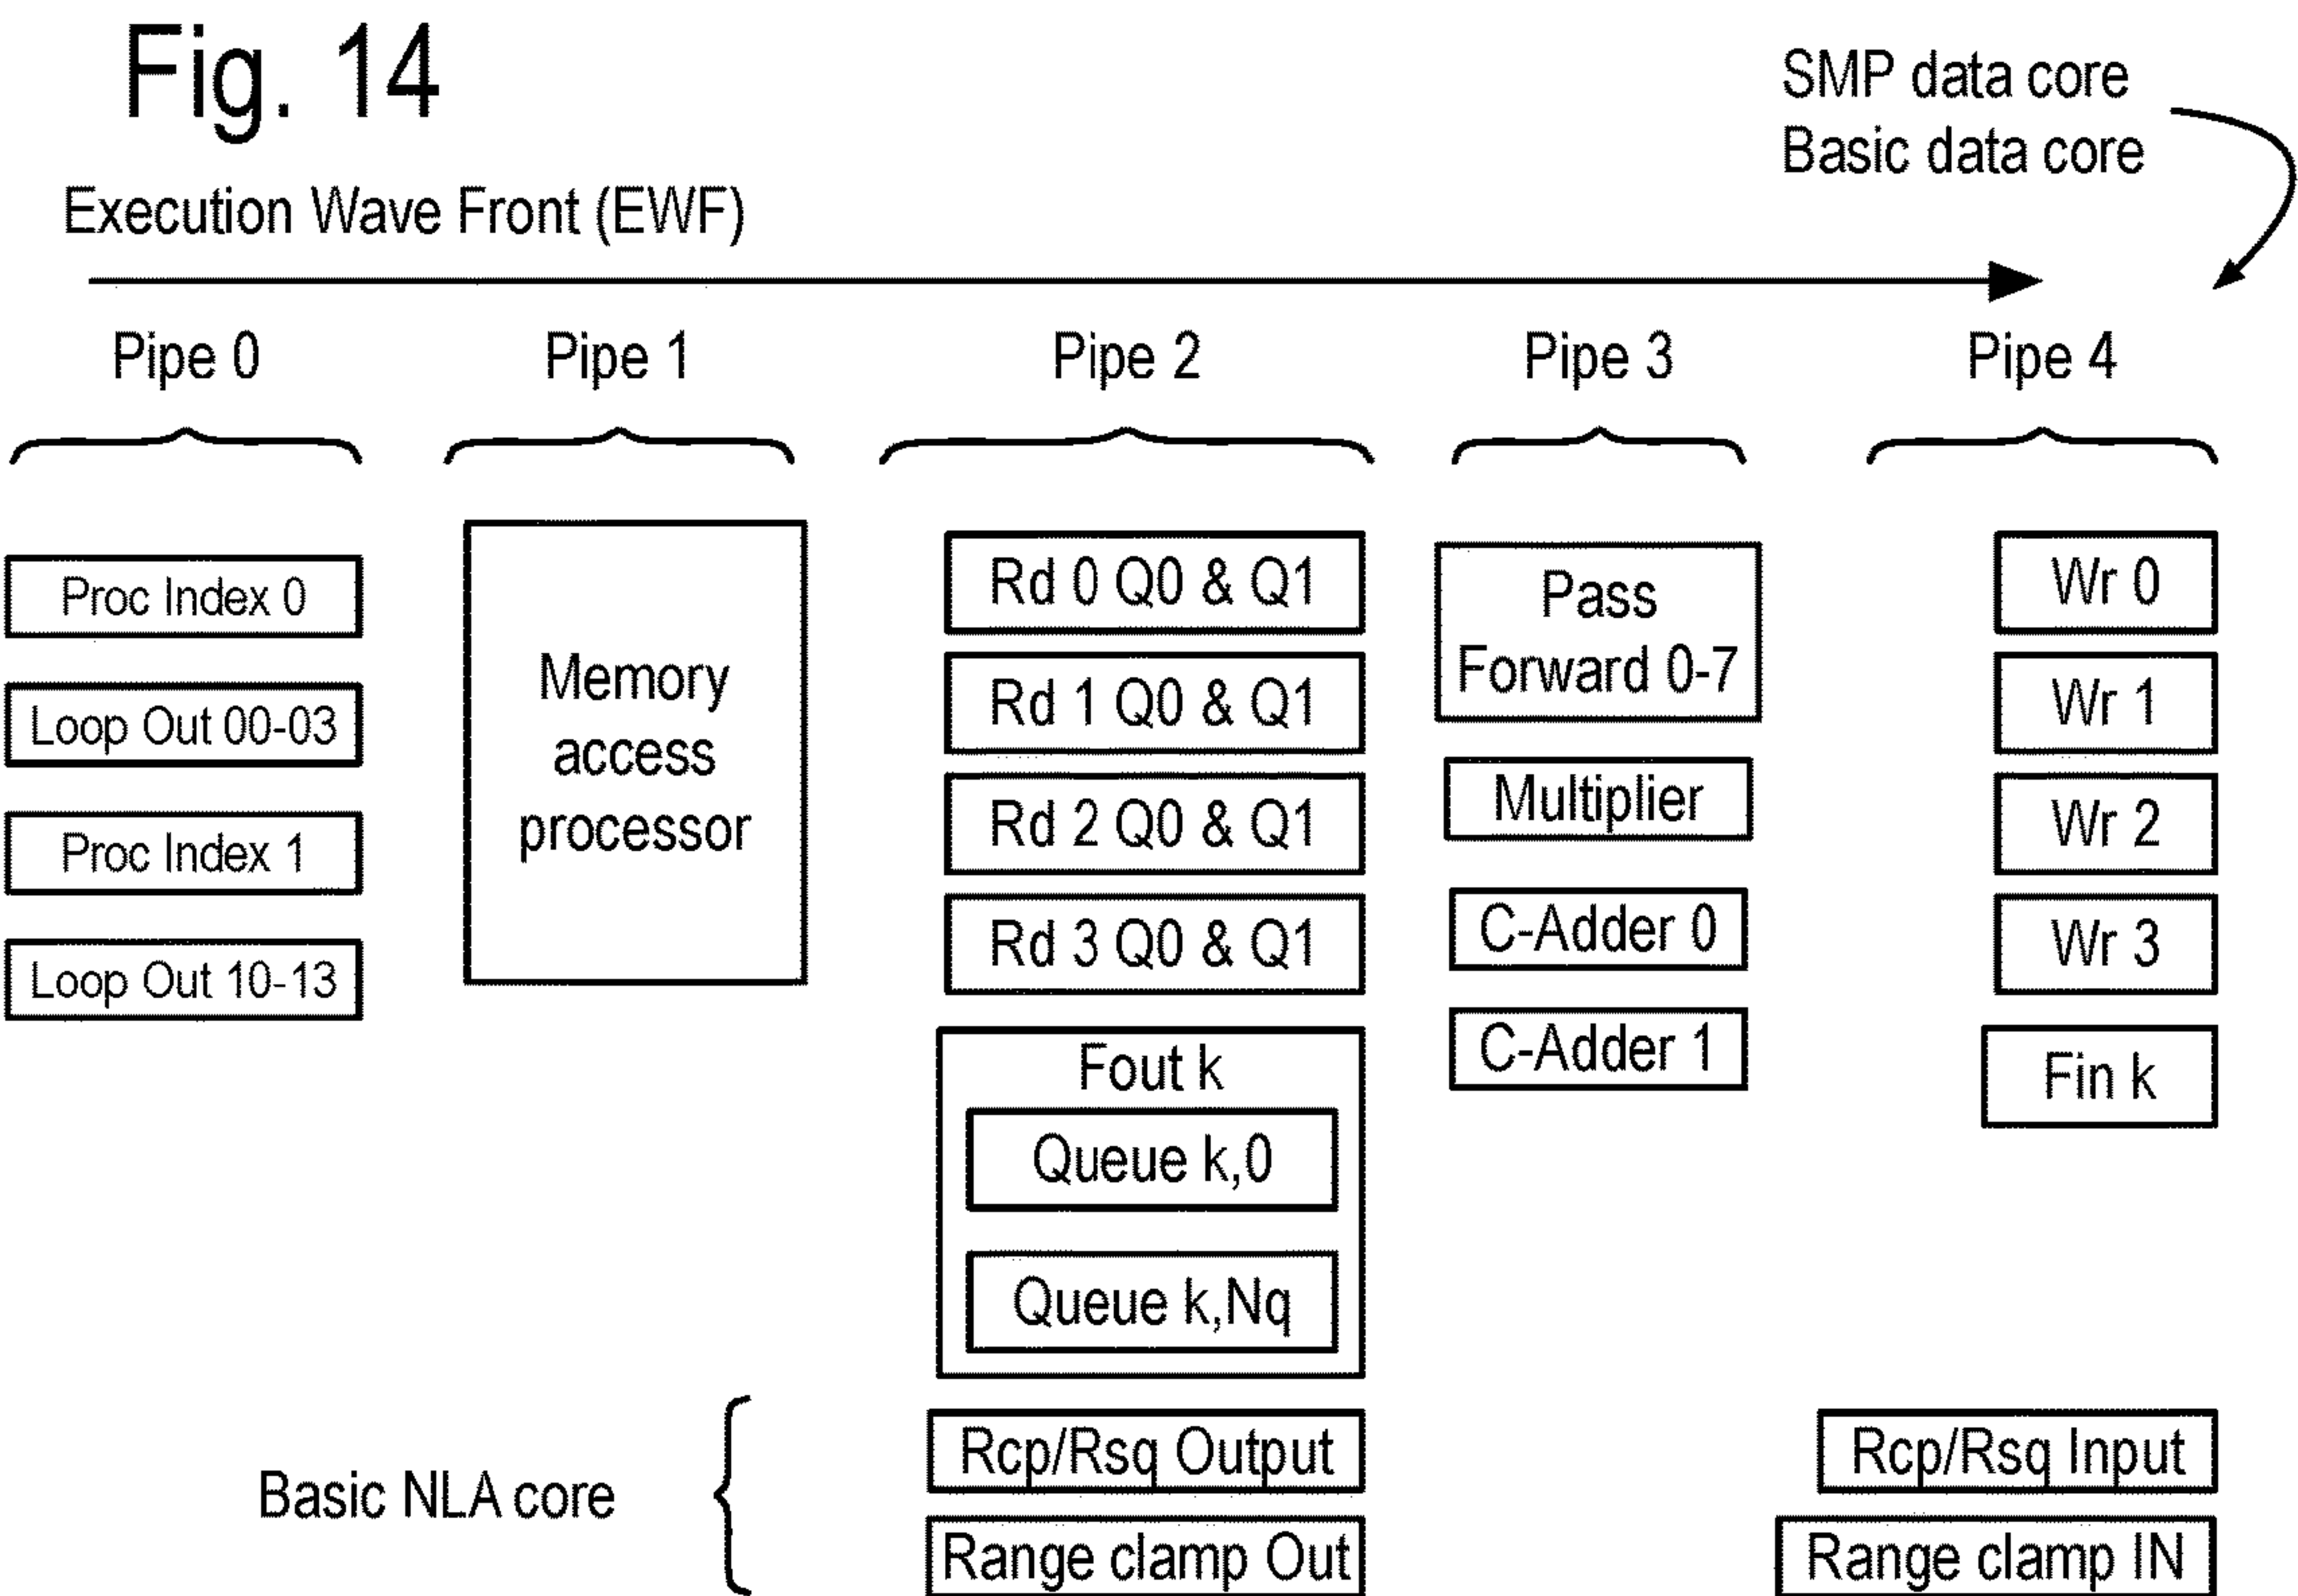 Fig. 14
SMP data core
Basic data core
Execution Wave Front (EWF)
Pipe 0
Pipe 1
Pipe 2
Pipe 3
Pipe 4
Proc Index 0
Loop Out 00-03
Proc Index 1
Loop Out 10-13
Memory
access
processor
Rd 0 Q0 & Q1
Rd 1 Q0 & Q1
Rd 2 Q0 & Q1
Rd 3 Q0 & Q1
Fout k
Queue k,0
Queue k,Nq
Pass
Forward 0-7
Multiplier
C-Adder 0
C-Adder 1
Wr 0
Wr 1
Wr 2
Wr 3
Fin k
Basic NLA core
Rcp/Rsq Output
Range clamp Out
Rcp/Rsq Input
Range clamp IN